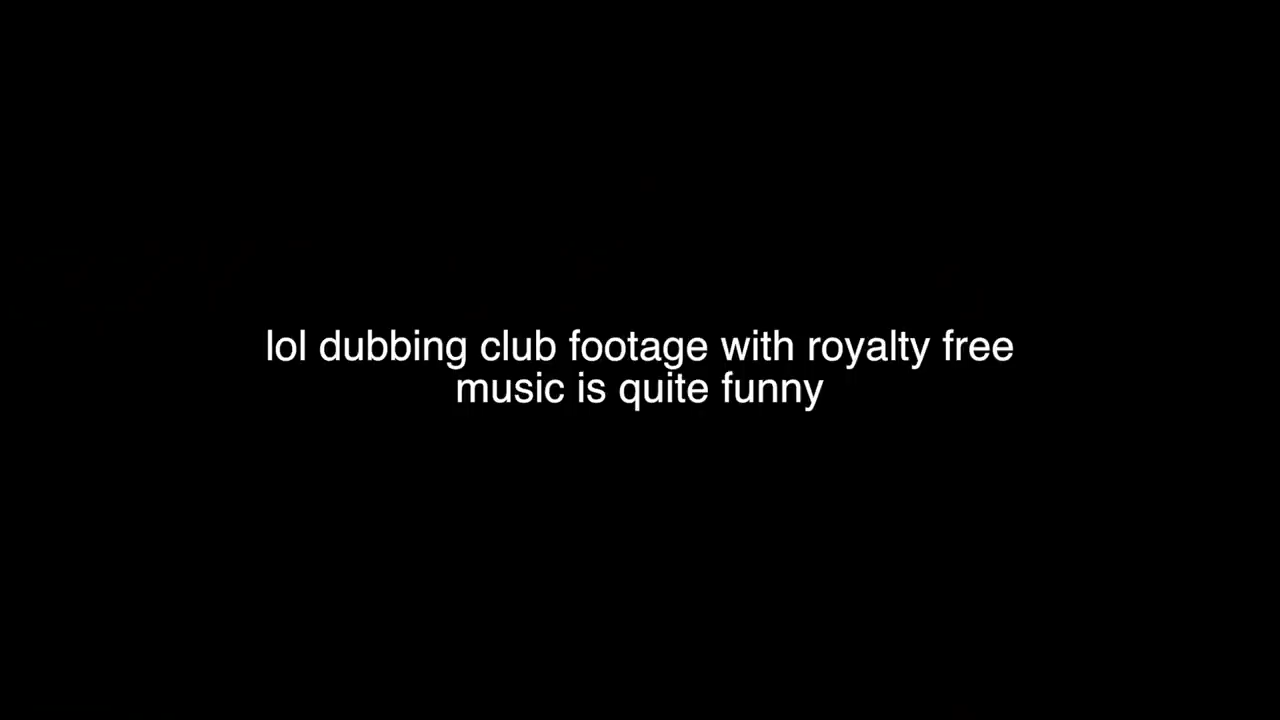 lol dubbing club footage with royalty free
music is quite funny